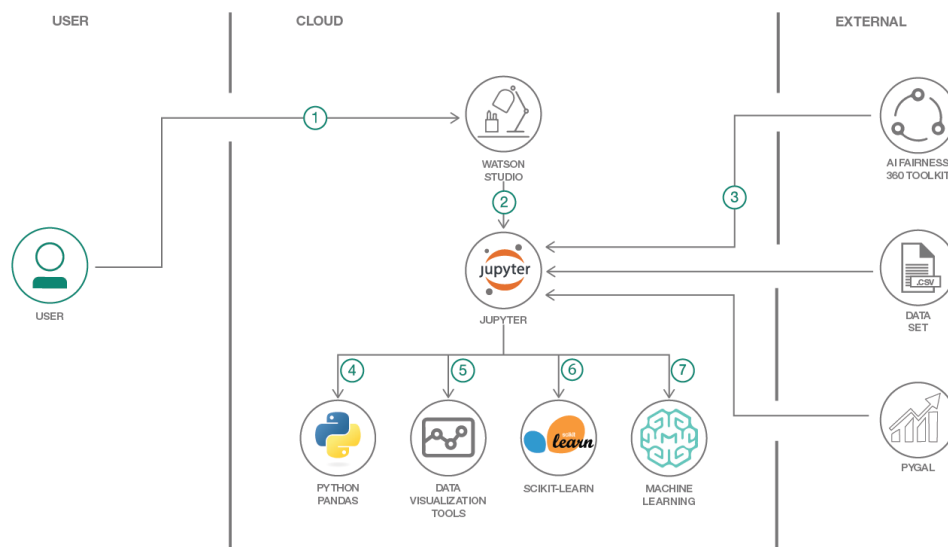 USER
CLOUD
EXTERNAL
1
WATSON
STUDIO
AI FAIRNESS
360 TOOLKIT
2
3
jupyter
JUPYTER
USER
.CSV
DATA
SET
4
5
6
7
scikit
learn
PYTHON
PANDAS
DATA
VISUALIZATION
TOOLS
SCIKIT-LEARN
MACHINE
LEARNING
PYGAL